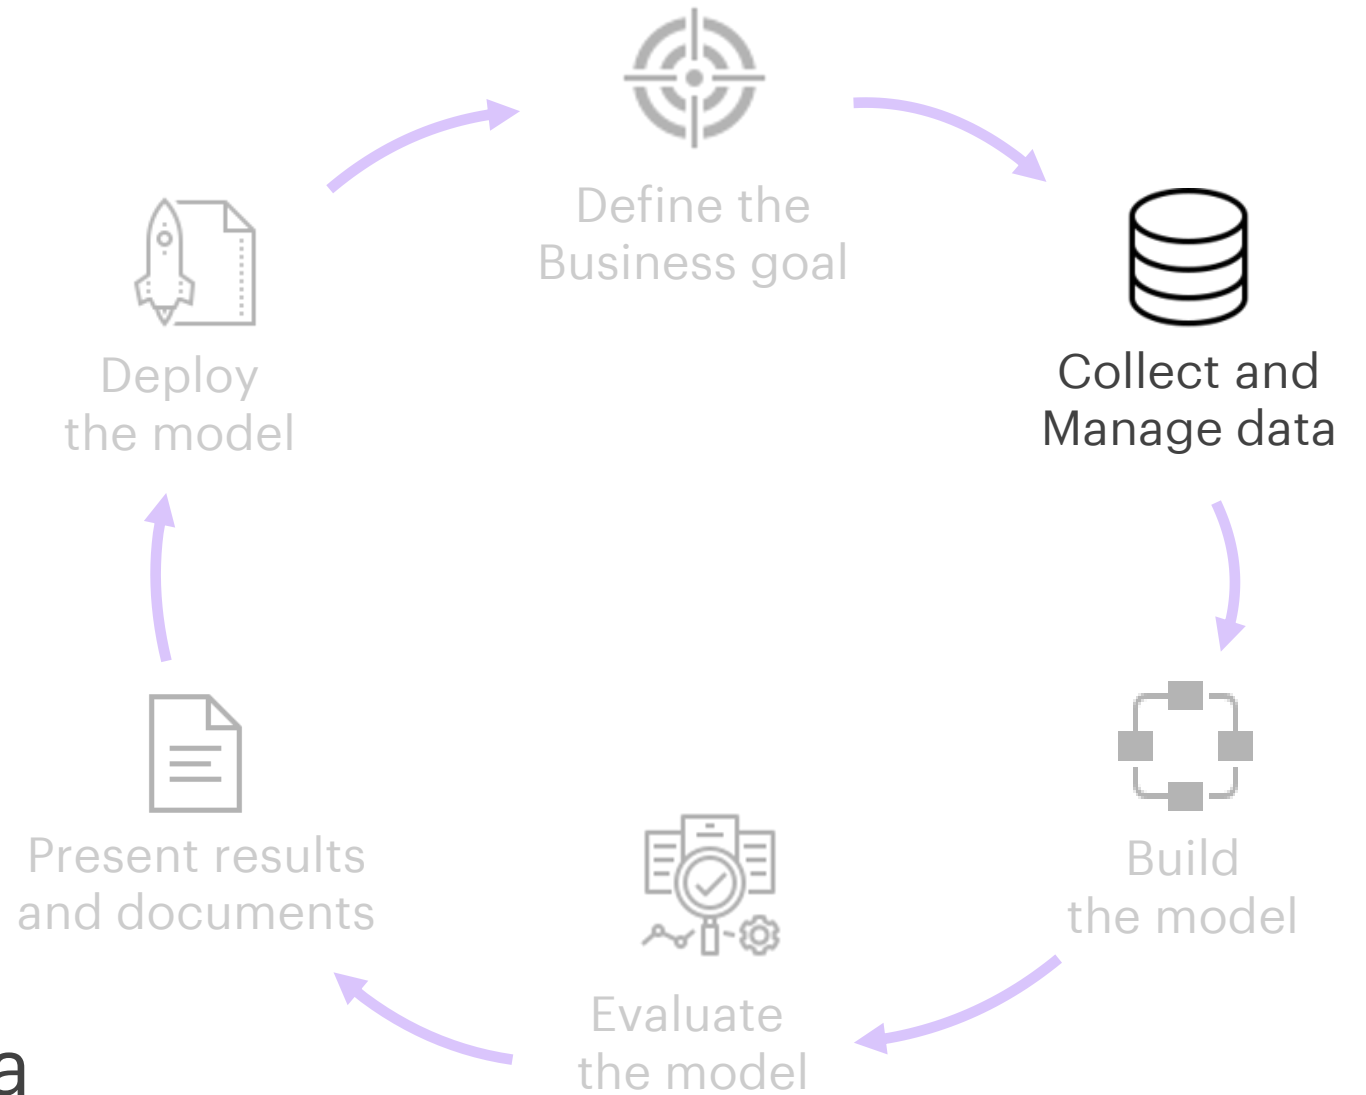 Define the
Business goal
Collect and
Manage data
Build
the model
Evaluate
the model
Present results
and documents
Deploy
the model
a